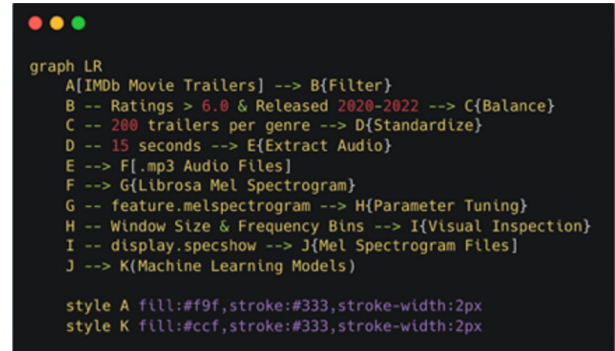 graph LR
A[IMDb Movie Trailers] --> B{Filter}
B -- Ratings > 6.0 & Released 2020-2022 --> C{Balance}
C -- 200 trailers per genre --> D{Standardize}
D -- 15 seconds --> E{Extract Audio}
E --> F[.mp3 Audio Files]
F --> G{Librosa Mel Spectrogram}
G -- feature.melspectrogram --> H{Parameter Tuning}
H -- Window Size & Frequency Bins --> I{Visual Inspection}
I -- display.specshow --> J{Mel Spectrogram Files]
J --> K(Machine Learning Models)
style A fill:#f9f,stroke:#333,stroke-width:2px
style K fill:#ccf,stroke:#333,stroke-width:2px